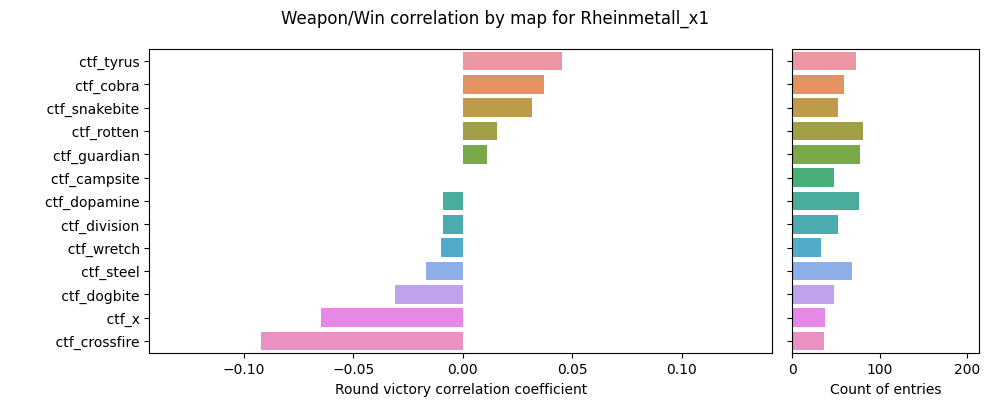 Weapon/Win correlation by map for Rheinmetall_x1
ctf_tyrus
ctf_cobra
ctf_snakebite
ctf_rotten
ctf_guardian
ctf_campsite
ctf_dopamine
ctf_division
ctf_wretch
ctf_steel
ctf_dogbite
ctf_x
ctf_crossfire
−0.10 −0.05 0.00 0.05 0.10 0 100 200
Round victory correlation coefficient Count of entries